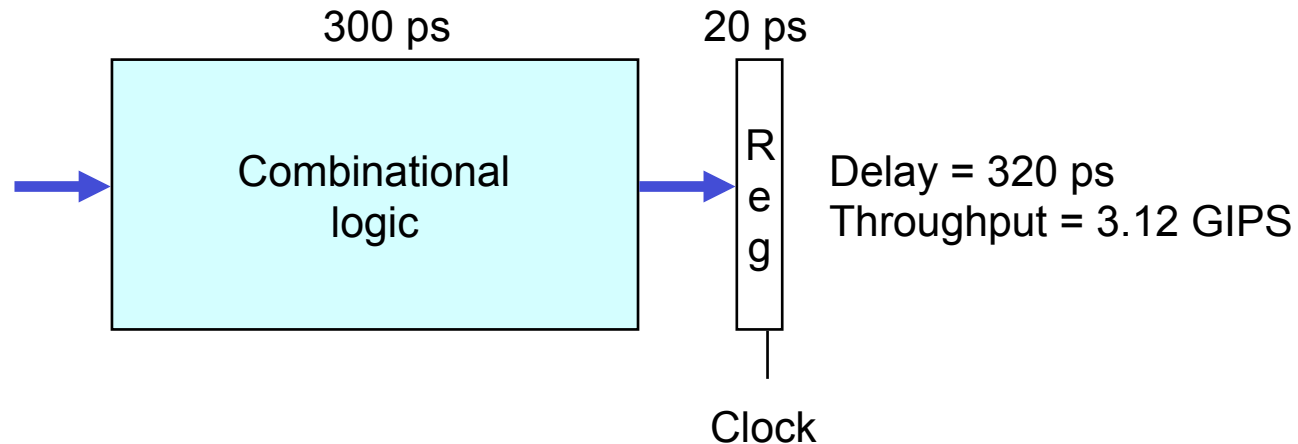 300 ps
20 ps
Combinational
logic
R
e
g
Delay = 320 ps
Throughput = 3.12 GIPS
Clock